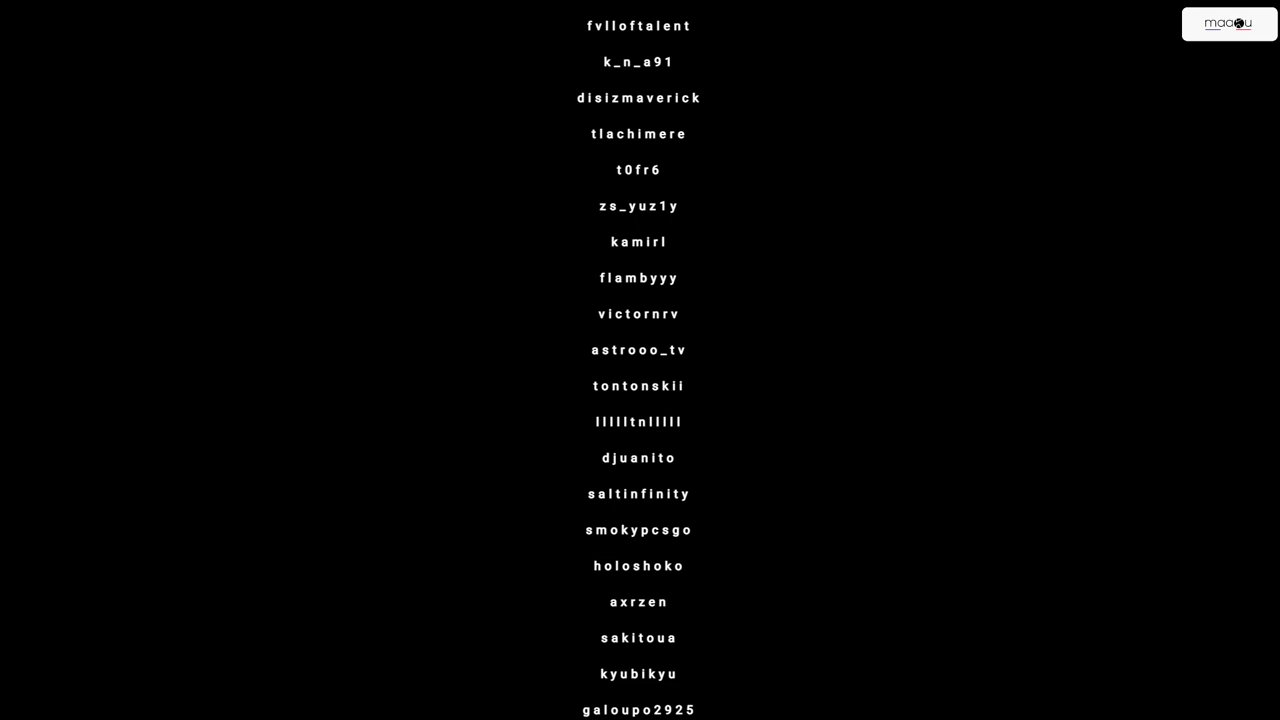 fvlloftalent
maaxu
k_n_a91
disizmaverick
tlachimere
t0fr6
zs_yuz1y
kamirl
flambyyy
victornrv
astrooo_tv
tontonskii
llllltnlllll
djuanito
saltinfinity
smokypcsgo
holoshoko
axrzen
sakitoua
kyubikyu
galoupo2925